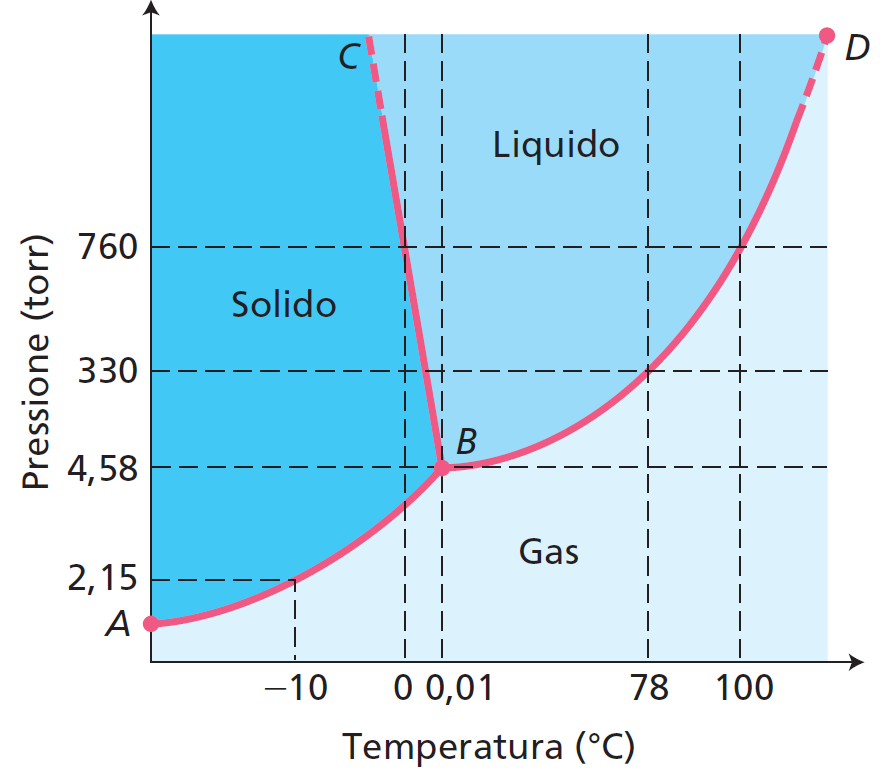 C
D
Liquido
Pressione (torr)
760
Solido
330
B
4,58
Gas
2,15
A
−10 0 0,01 78 100
Temperatura (°C)